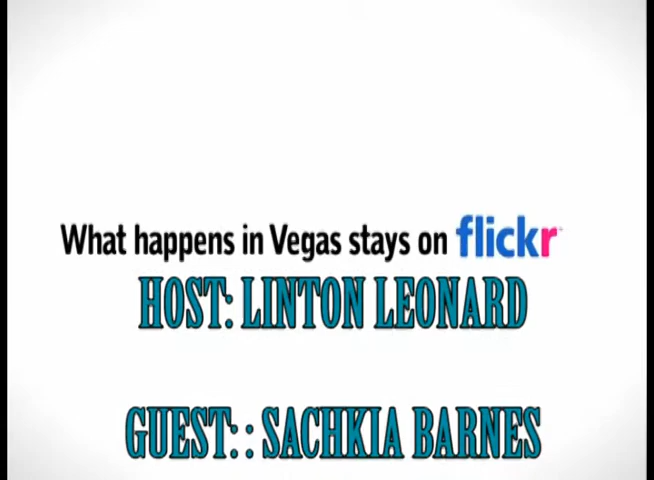 What happens in Vegas stays on flickr
HOST: LINTON LEONARD
GUEST: : SACHKIA BARNES